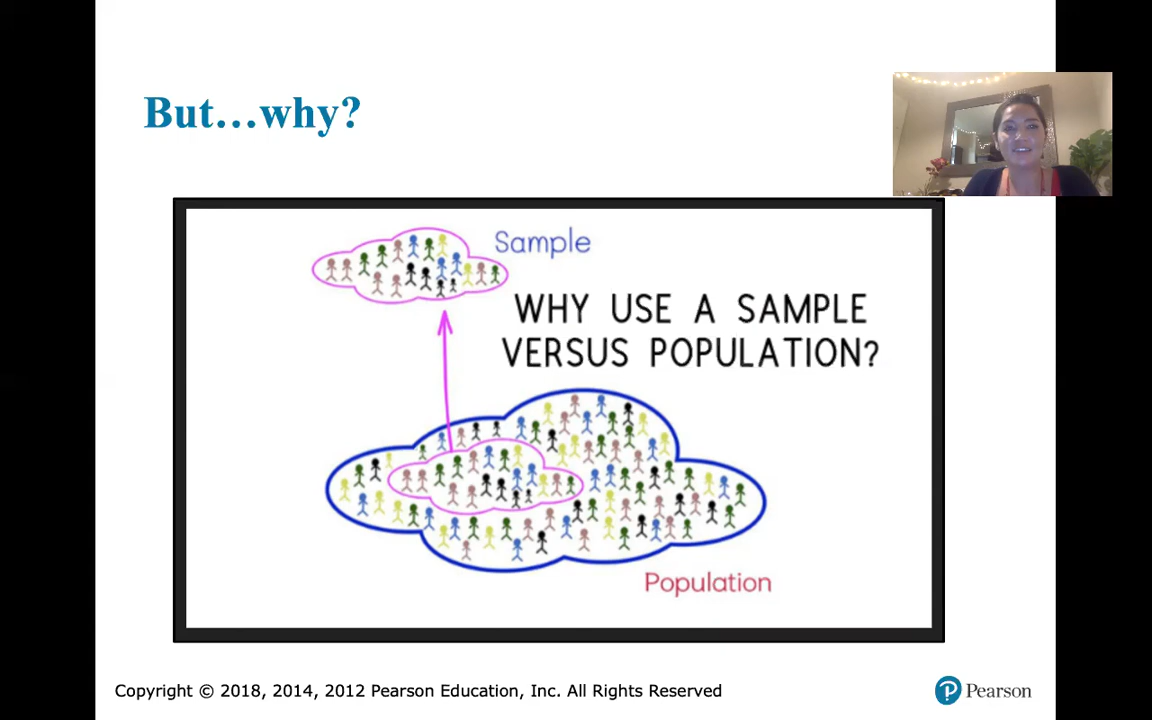 But...why?
Sample
WHY USE A SAMPLE
VERSUS POPULATION?
Population
Copyright © 2018, 2014, 2012 Pearson Education, Inc. All Rights Reserved
Pearson